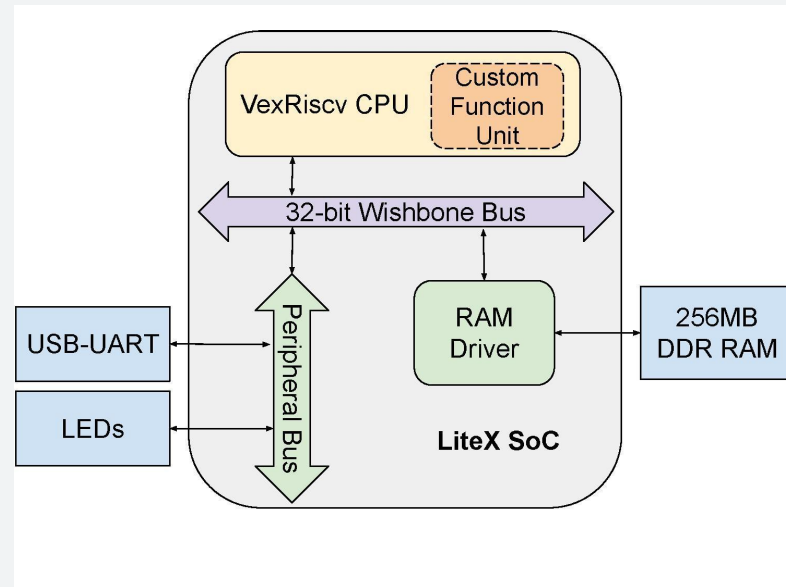 VexRiscv CPU
Custom
Function
Unit
32-bit Wishbone Bus
Peripheral Bus
USB-UART
LEDs
RAM
Driver
256MB
DDR RAM
LiteX SoC